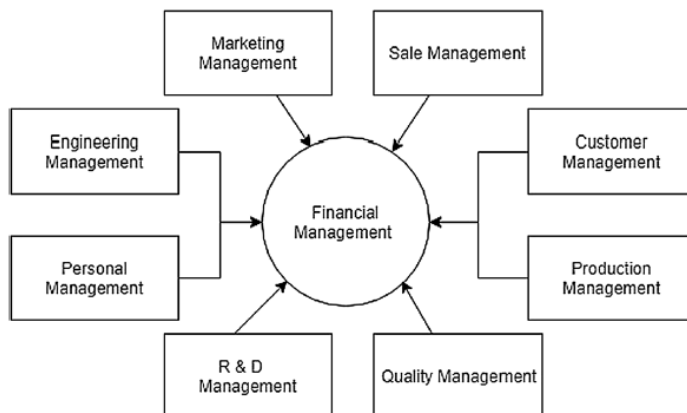 Marketing
Management
Sale Management
Engineering
Management
Customer
Management
Financial
Management
Personal
Management
Production
Management
R & D
Management
Quality Management